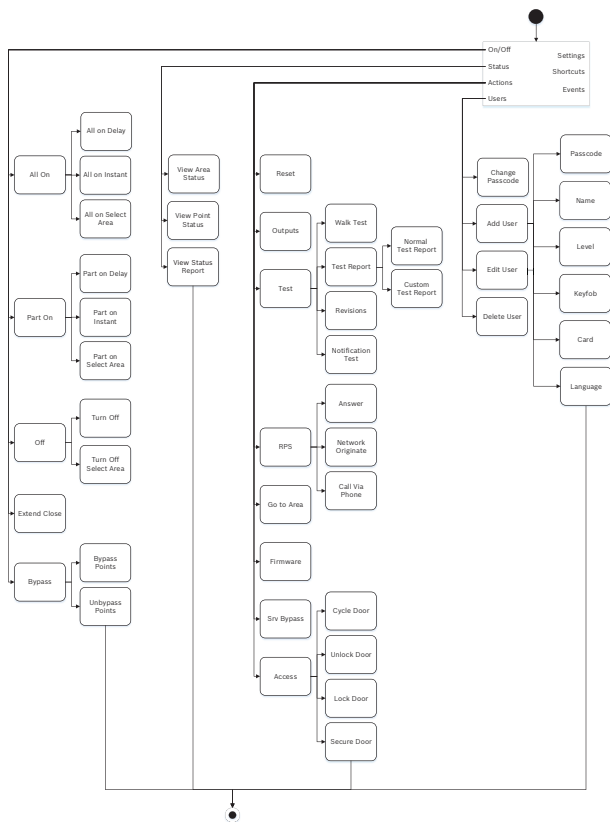 On/Off
Status
Actions
Users
Settings
Shortcuts
Events
All On
All on Delay
All on Instant
All on Select
Area
Part On
Part on Delay
Part on
Instant
Part on
Select Area
Off
Turn Off
Turn Off
Select Area
Extend Close
Bypass
Bypass
Points
Unbypass
Points
View Area
Status
View Point
Status
View Status
Report
Reset
Outputs
Test
Walk Test
Test Report
Normal
Test Report
Custom
Test Report
Revisions
Notification
Test
RPS
Answer
Network
Originate
Call Via
Phone
Go to Area
Firmware
Srv Bypass
Access
Cycle Door
Unlock Door
Lock Door
Secure Door
Change
Passcode
Add User
Edit User
Delete User
Passcode
Name
Level
Keyfob
Card
Language